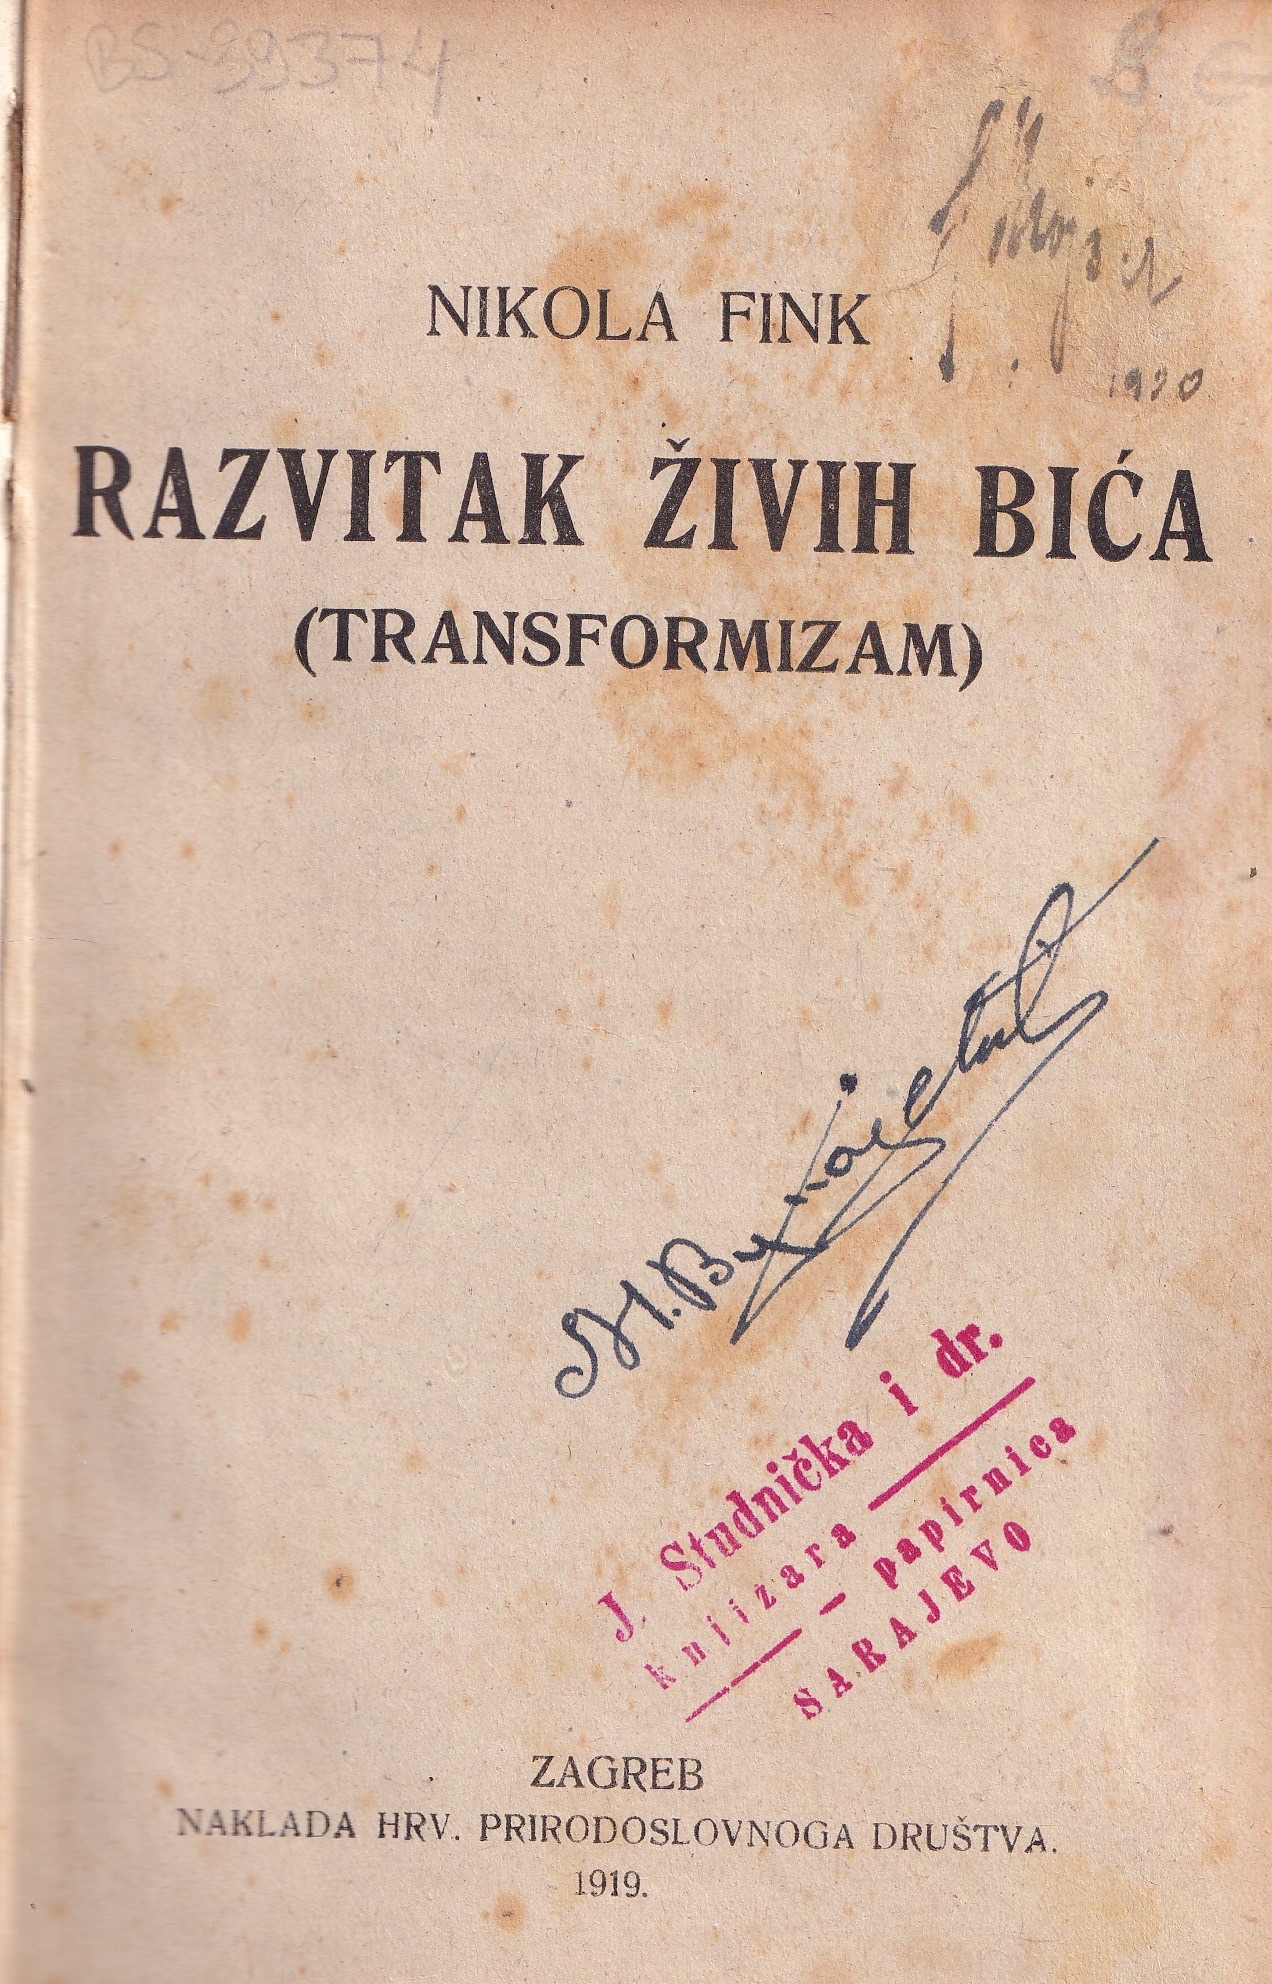 BS-39374
NIKOLA FINK
1920
RAZVITAK ŽIVIH BIĆA
(TRANSFORMIZAM)
J. Studnička i dr.
knjižara
papirnica
SARAJEVO
ZAGREB
NAKLADA HRV. PRIRODOSLOVNOGA DRUŠTVA.
1919.